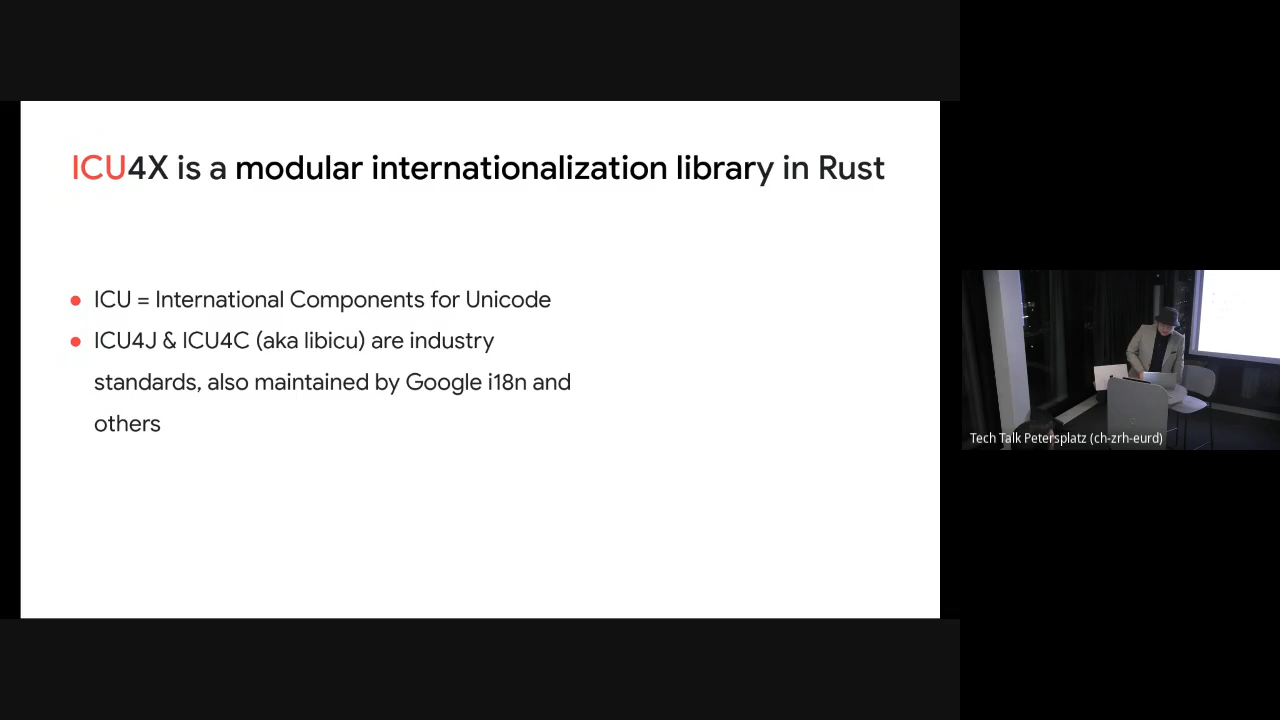 ICU4X is a modular internationalization library in Rust
● ICU = International Components for Unicode
● ICU4J & ICU4C (aka libicu) are industry
standards, also maintained by Google i18n and
others
Tech Talk Petersplatz (ch-zrh-eurd)